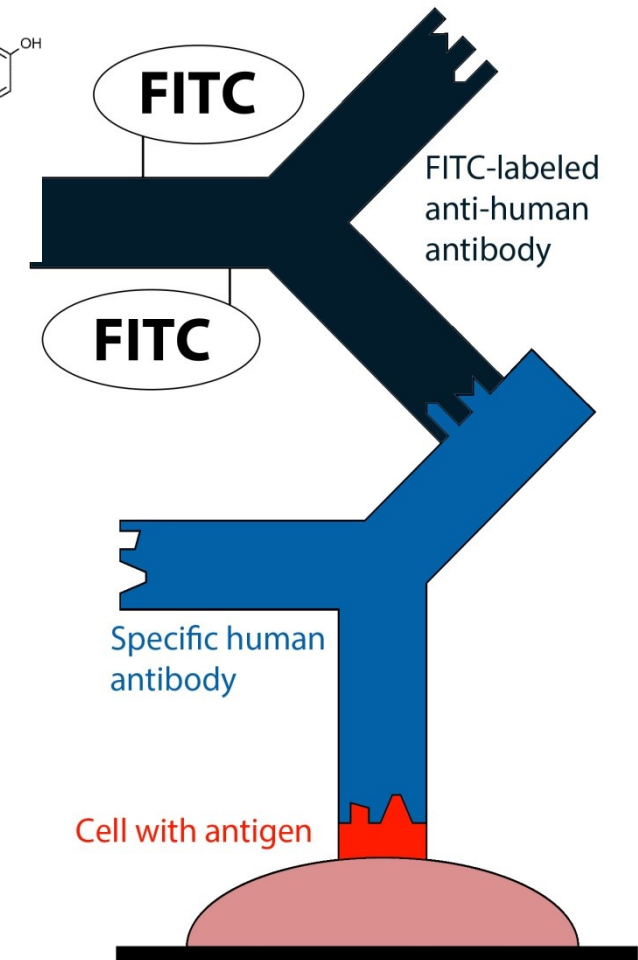 OH
FITC
FITC-labeled
anti-human
antibody
FITC
Specific human
antibody
Cell with antigen